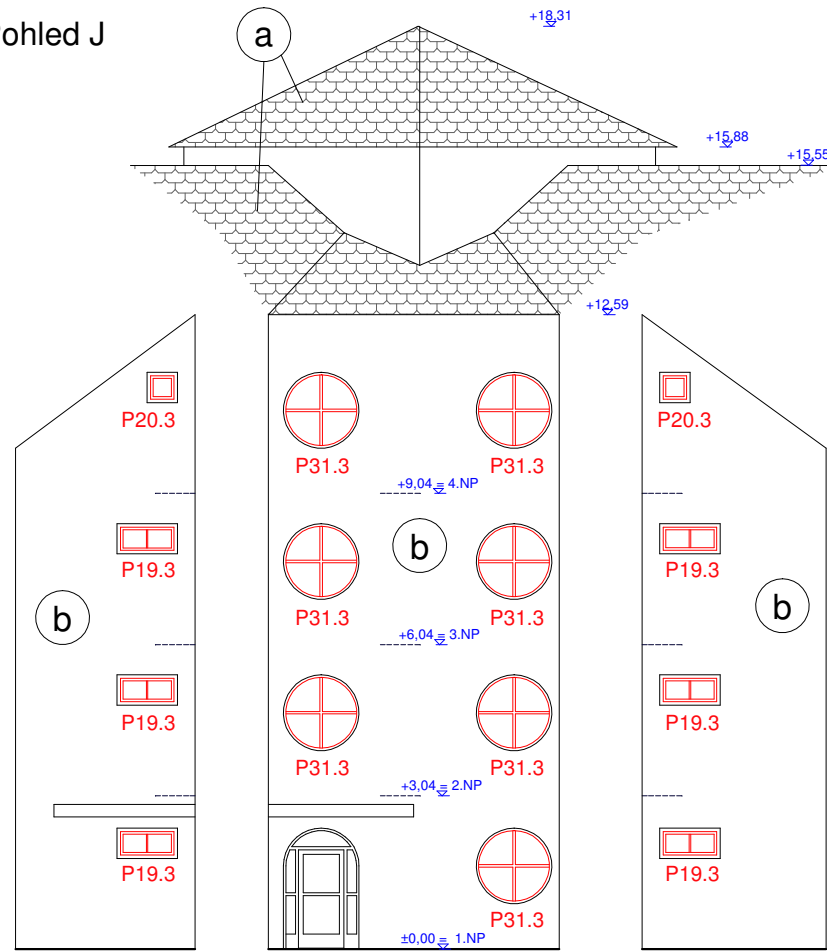 ohled J
a
+18,31
+15,88
+15,55
+12,59
P20.3
P20.3
P31.3
P31.3
+9,04 = 4.NP
b
P19.3
P19.3
b
b
P31.3
P31.3
+6,04 = 3.NP
P19.3
P19.3
P31.3
P31.3
+3,04 = 2.NP
P19.3
P19.3
P31.3
±0,00 = 1.NP